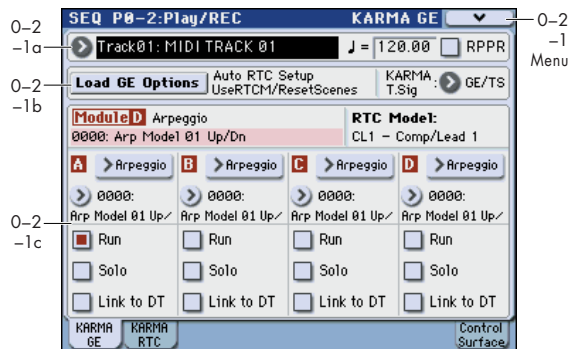 SEQ P0-2:Play/REC KARMA GE
0-2
-1
Menu
0-2
-1a
Track01: MIDI TRACK 01 ♩= 120.00 RPPR
0-2
-1b
Load GE Options Auto RTC Setup
UseRTCM/ResetScenes
KARMA:
T.Sig GE/TS
Module D Arpeggio
0000: Arp Model 01 Up/Dn
RTC Model:
CL1 - Comp/Lead 1
A >Arpeggio B >Arpeggio C >Arpeggio D >Arpeggio
0000: 0000: 0000: 0000:
Arp Model 01 Up/ Arp Model 01 Up/ Arp Model 01 Up/ Arp Model 01 Up/
0-2
-1c
Run Run Run Run
Solo Solo Solo Solo
Link to DT Link to DT Link to DT Link to DT
KARMA
GE
KARMA
RTC
Control
Surface